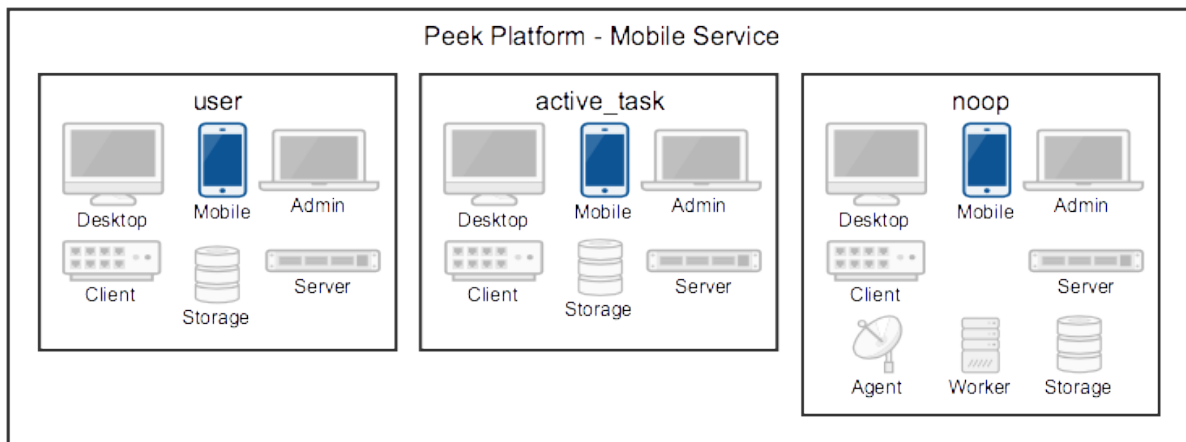 Peek Platform - Mobile Service
user
Desktop
Mobile
Admin
Client
Storage
Server
active_task
Desktop
Mobile
Admin
Client
Storage
Server
noop
Desktop
Mobile
Admin
Client
Server
Agent
Worker
Storage